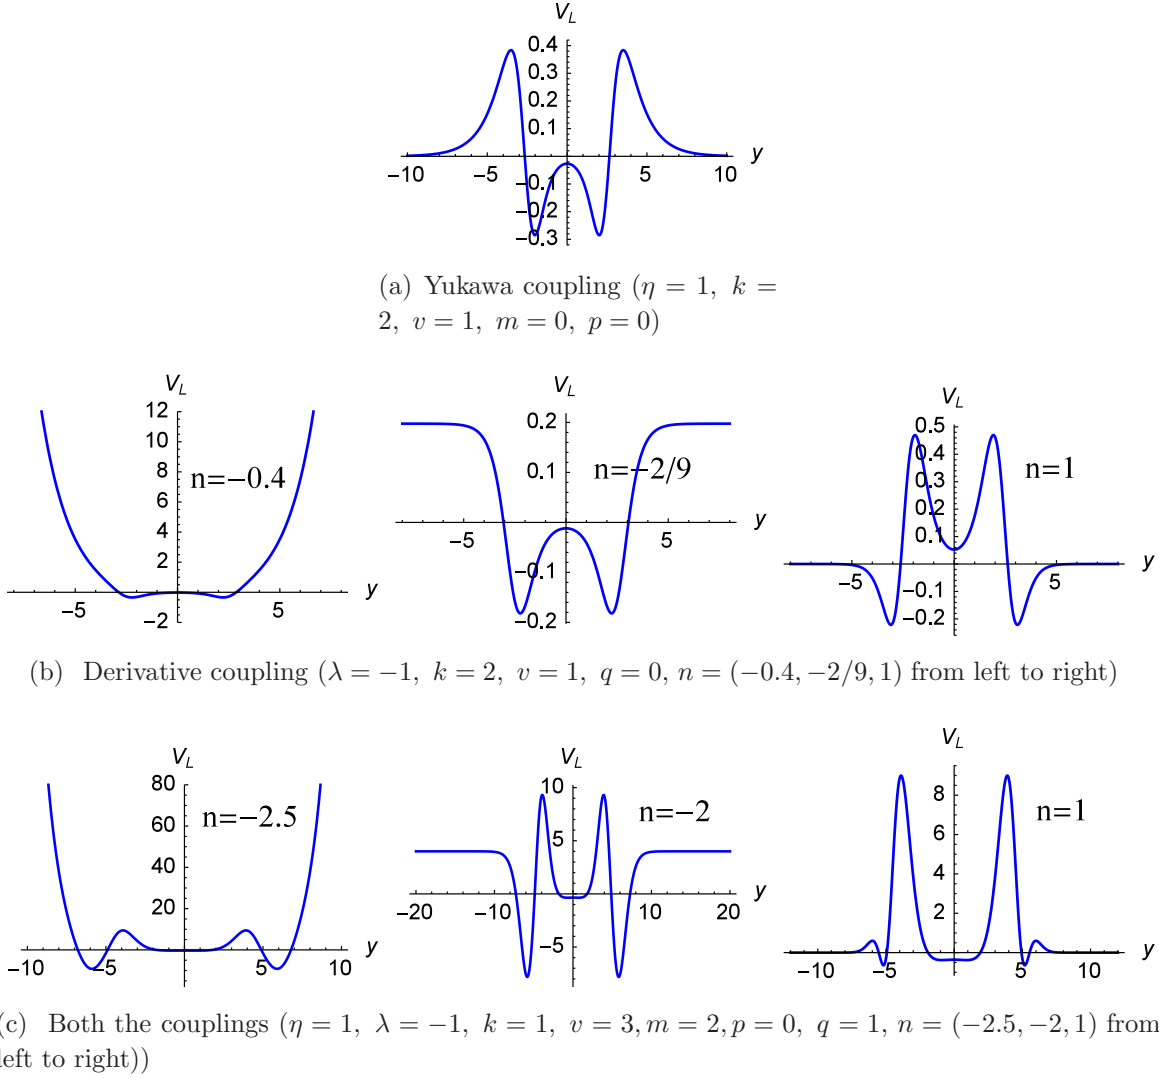 V_L
0.4
0.3
0.2
0.1
-10 -5 5 10 y
-0.1
-0.2
-0.3
(a) Yukawa coupling (η = 1, k =
2, v = 1, m = 0, p = 0)
V_L
12
10
8
n=-0.4
6
4
2
-5 5 y
-2
V_L
0.2
0.1
n=-2/9
-5 5 y
-0.1
-0.2
V_L
0.5
0.4
n=1
0.3
0.2
0.1
-5 5 y
-0.1
-0.2
(b) Derivative coupling (λ = −1, k = 2, v = 1, q = 0, n = (−0.4, −2/9, 1) from left to right)
V_L
80
60
n=-2.5
40
20
-10 -5 5 10 y
V_L
10
n=-2
5
-20 -10 10 20 y
-5
V_L
8
n=1
6
4
2
-10 -5 5 10 y
(c) Both the couplings (η = 1, λ = −1, k = 1, v = 3, m = 2, p = 0, q = 1, n = (−2.5, −2, 1) from
left to right))